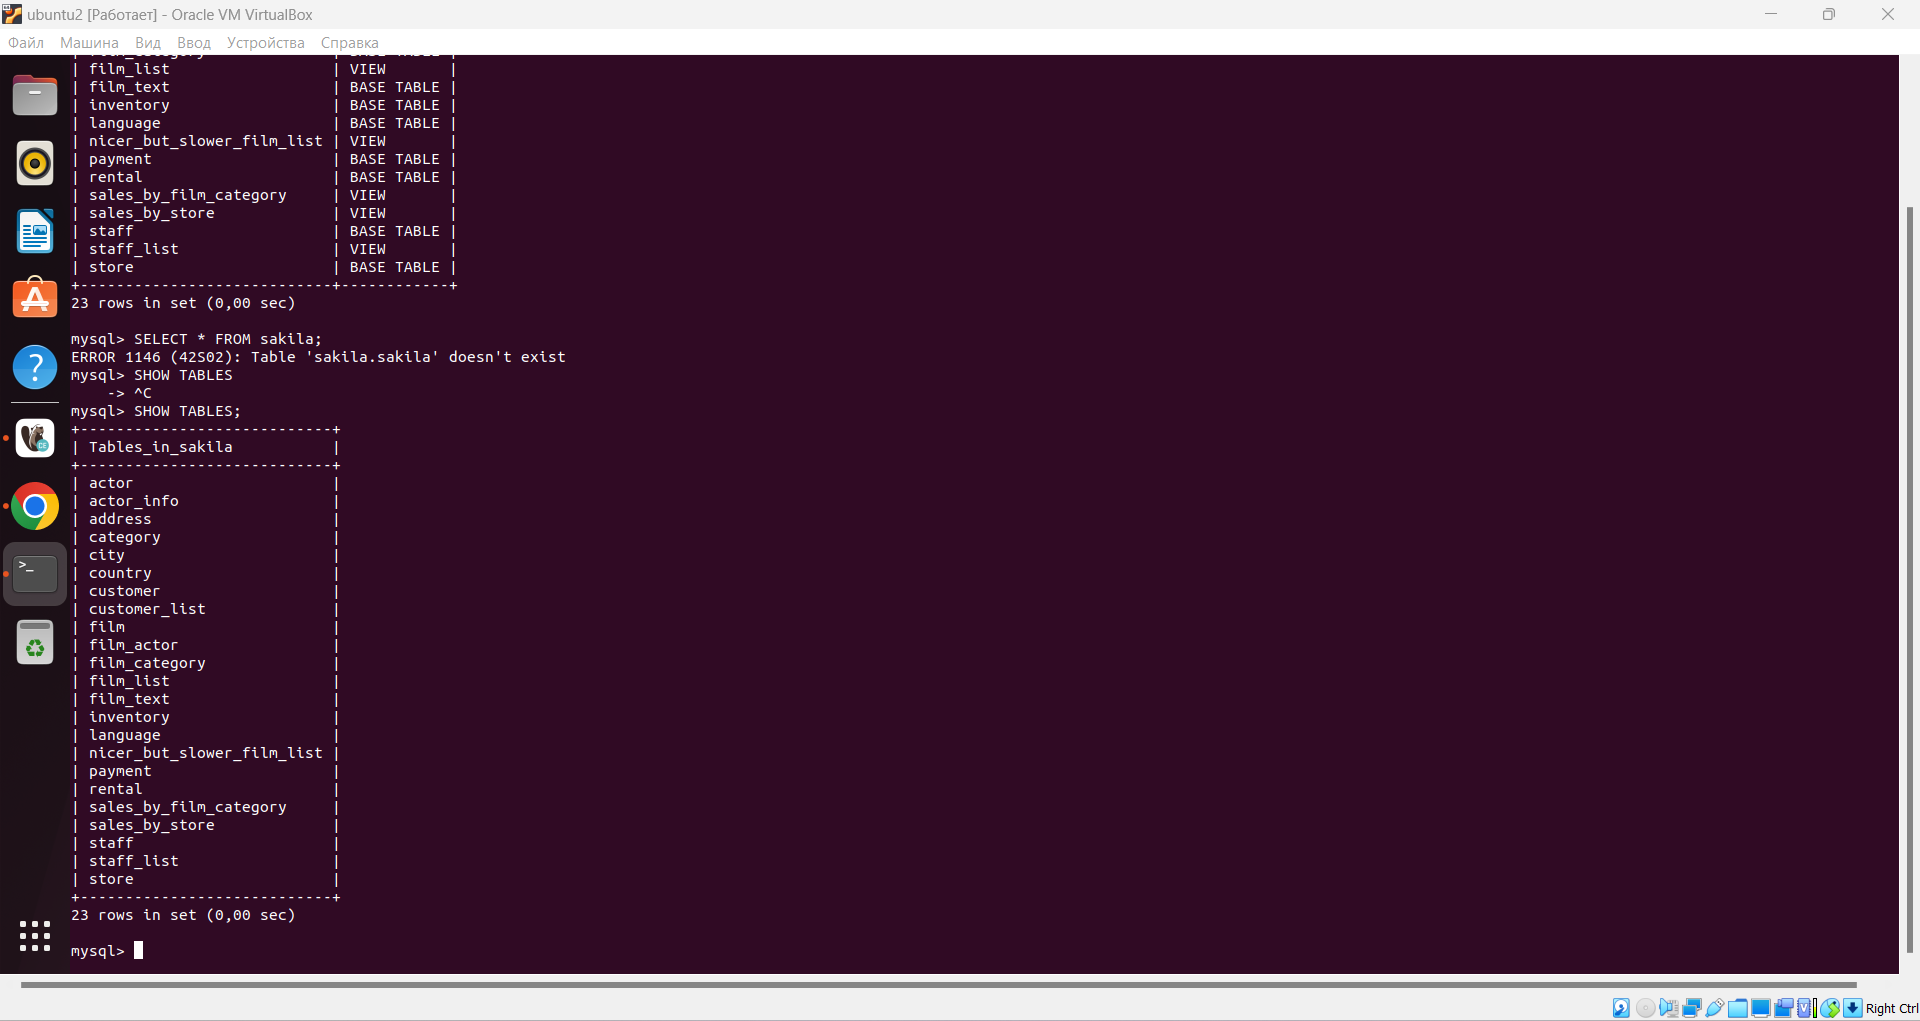 ubuntu2 [Работает] - Oracle VM VirtualBox
Файл Машина Вид Ввод Устройства Справка
| film_list | VIEW |
| film_text | BASE TABLE |
| inventory | BASE TABLE |
| language | BASE TABLE |
| nicer_but_slower_film_list | VIEW |
| payment | BASE TABLE |
| rental | BASE TABLE |
| sales_by_film_category | VIEW |
| sales_by_store | VIEW |
| staff | BASE TABLE |
| staff_list | VIEW |
| store | BASE TABLE |
+----------------------------+------------+
23 rows in set (0,00 sec)
mysql> SELECT * FROM sakila;
ERROR 1146 (42S02): Table 'sakila.sakila' doesn't exist
mysql> SHOW TABLES
-> ^C
mysql> SHOW TABLES;
+----------------------------+
| Tables_in_sakila |
+----------------------------+
| actor |
| actor_info |
| address |
| category |
| city |
| country |
| customer |
| customer_list |
| film |
| film_actor |
| film_category |
| film_list |
| film_text |
| inventory |
| language |
| nicer_but_slower_film_list |
| payment |
| rental |
| sales_by_film_category |
| sales_by_store |
| staff |
| staff_list |
| store |
+----------------------------+
23 rows in set (0,00 sec)
mysql>
Right Ctrl